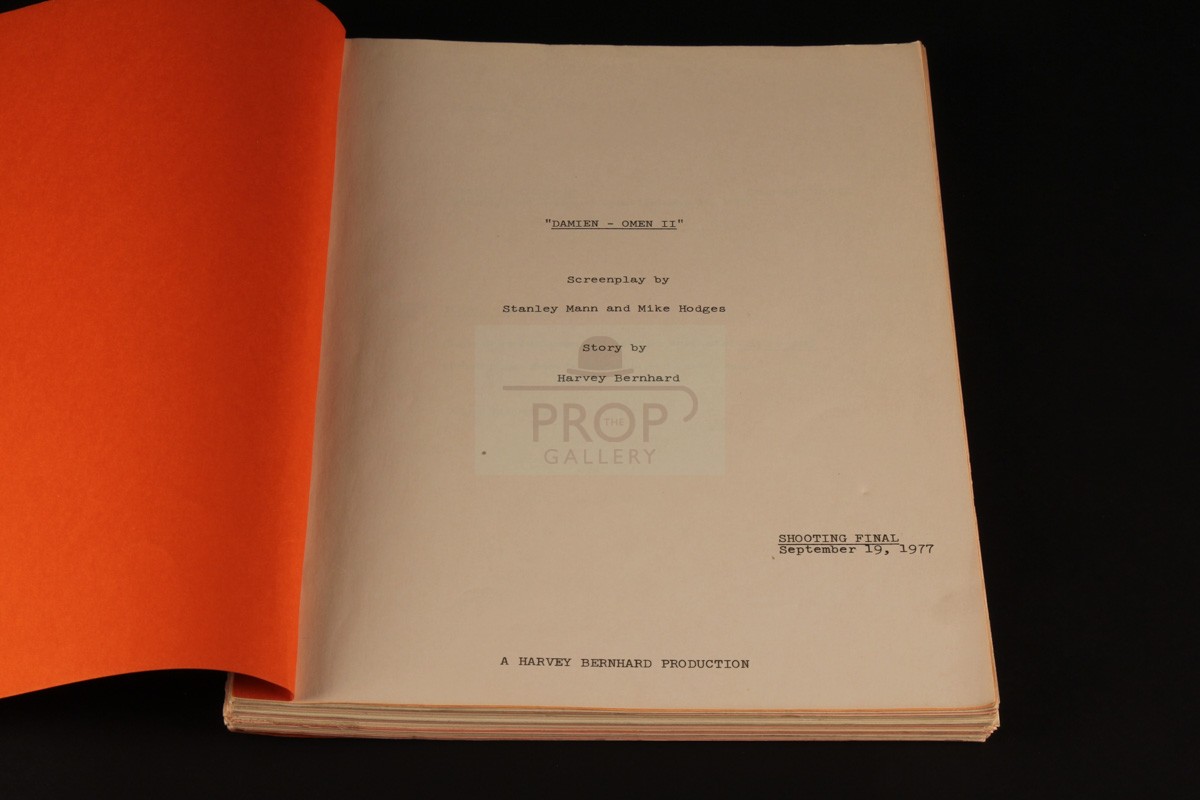 "DAMIEN - OMEN II"
Screenplay by
Stanley Mann and Mike Hodges
Story by
Harvey Bernhard
THE
PROP
GALLERY
SHOOTING FINAL
September 19, 1977
A HARVEY BERNHARD PRODUCTION